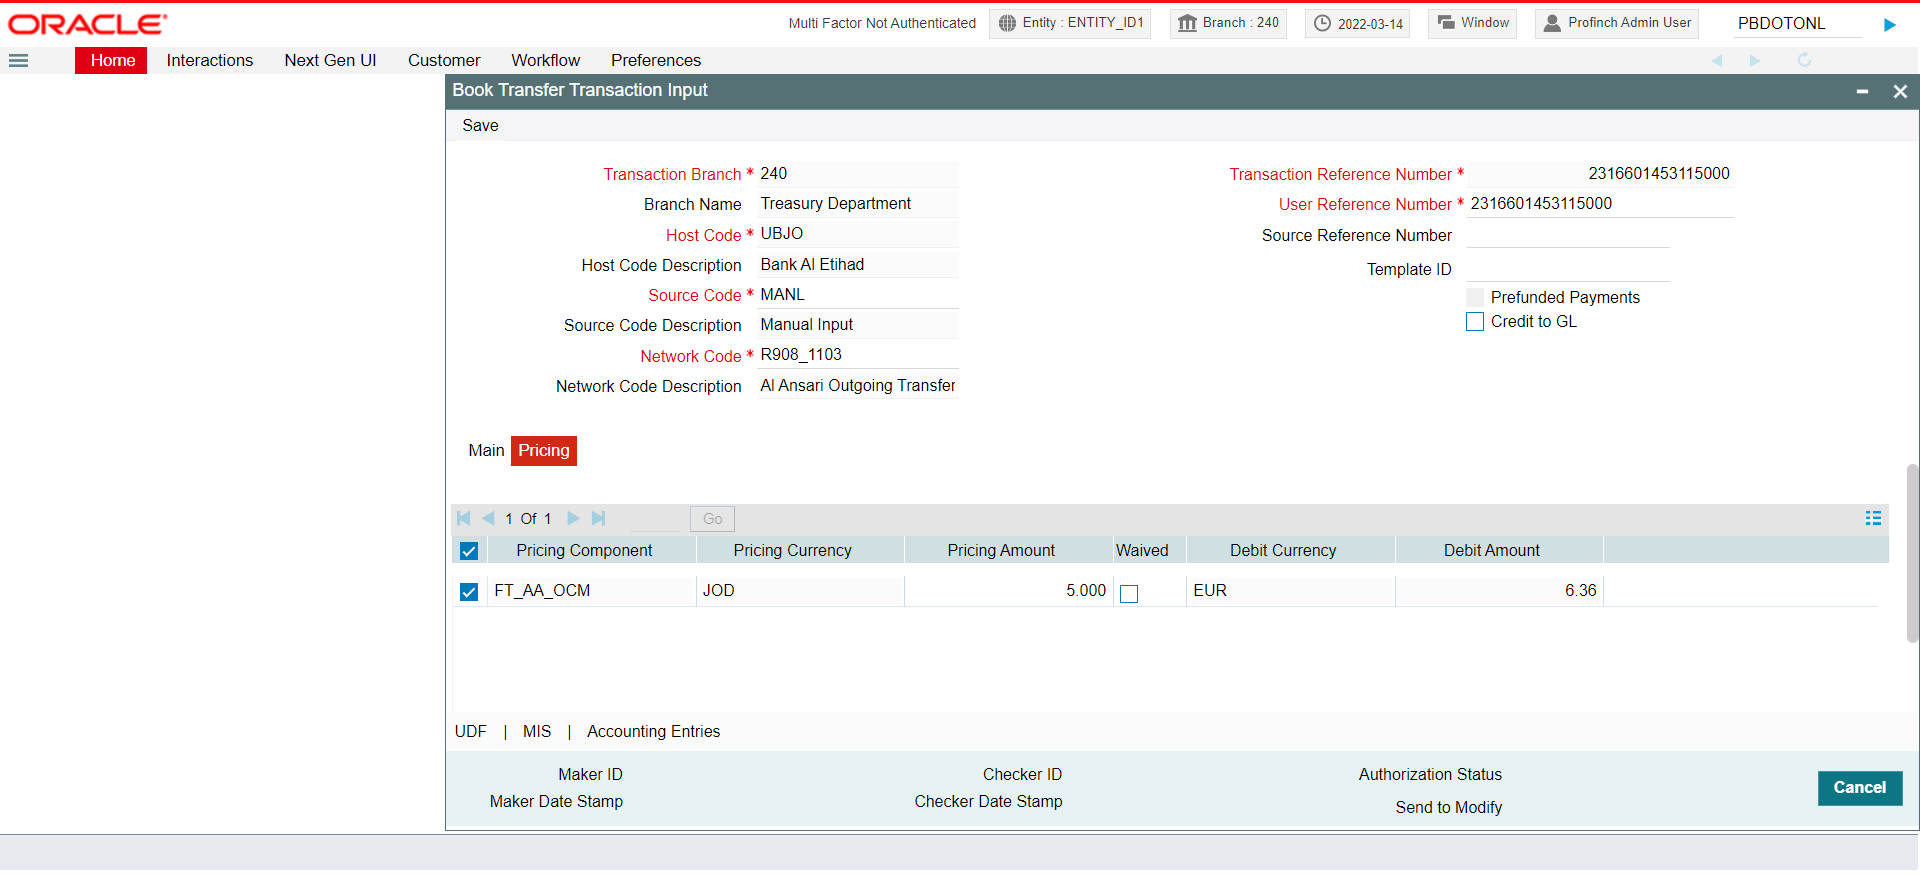 ORACLE
Multi Factor Not Authenticated
Entity : ENTITY_ID1
Branch : 240
2022-03-14
Window
Profinch Admin User
PBDOTONL
Home Interactions Next Gen UI Customer Workflow Preferences
Book Transfer Transaction Input
Save
Transaction Branch * 240
Branch Name Treasury Department
Host Code * UBJO
Host Code Description Bank Al Etihad
Source Code * MANL
Source Code Description Manual Input
Network Code * R908_1103
Network Code Description Al Ansari Outgoing Transfer
Transaction Reference Number * 2316601453115000
User Reference Number * 2316601453115000
Source Reference Number
Template ID
Prefunded Payments
Credit to GL
Main Pricing
1 Of 1 Go
Pricing Component Pricing Currency Pricing Amount Waived Debit Currency Debit Amount
FT_AA_OCM JOD 5.000 EUR 6.36
UDF | MIS | Accounting Entries
Maker ID Checker ID Authorization Status
Maker Date Stamp Checker Date Stamp Send to Modify
Cancel